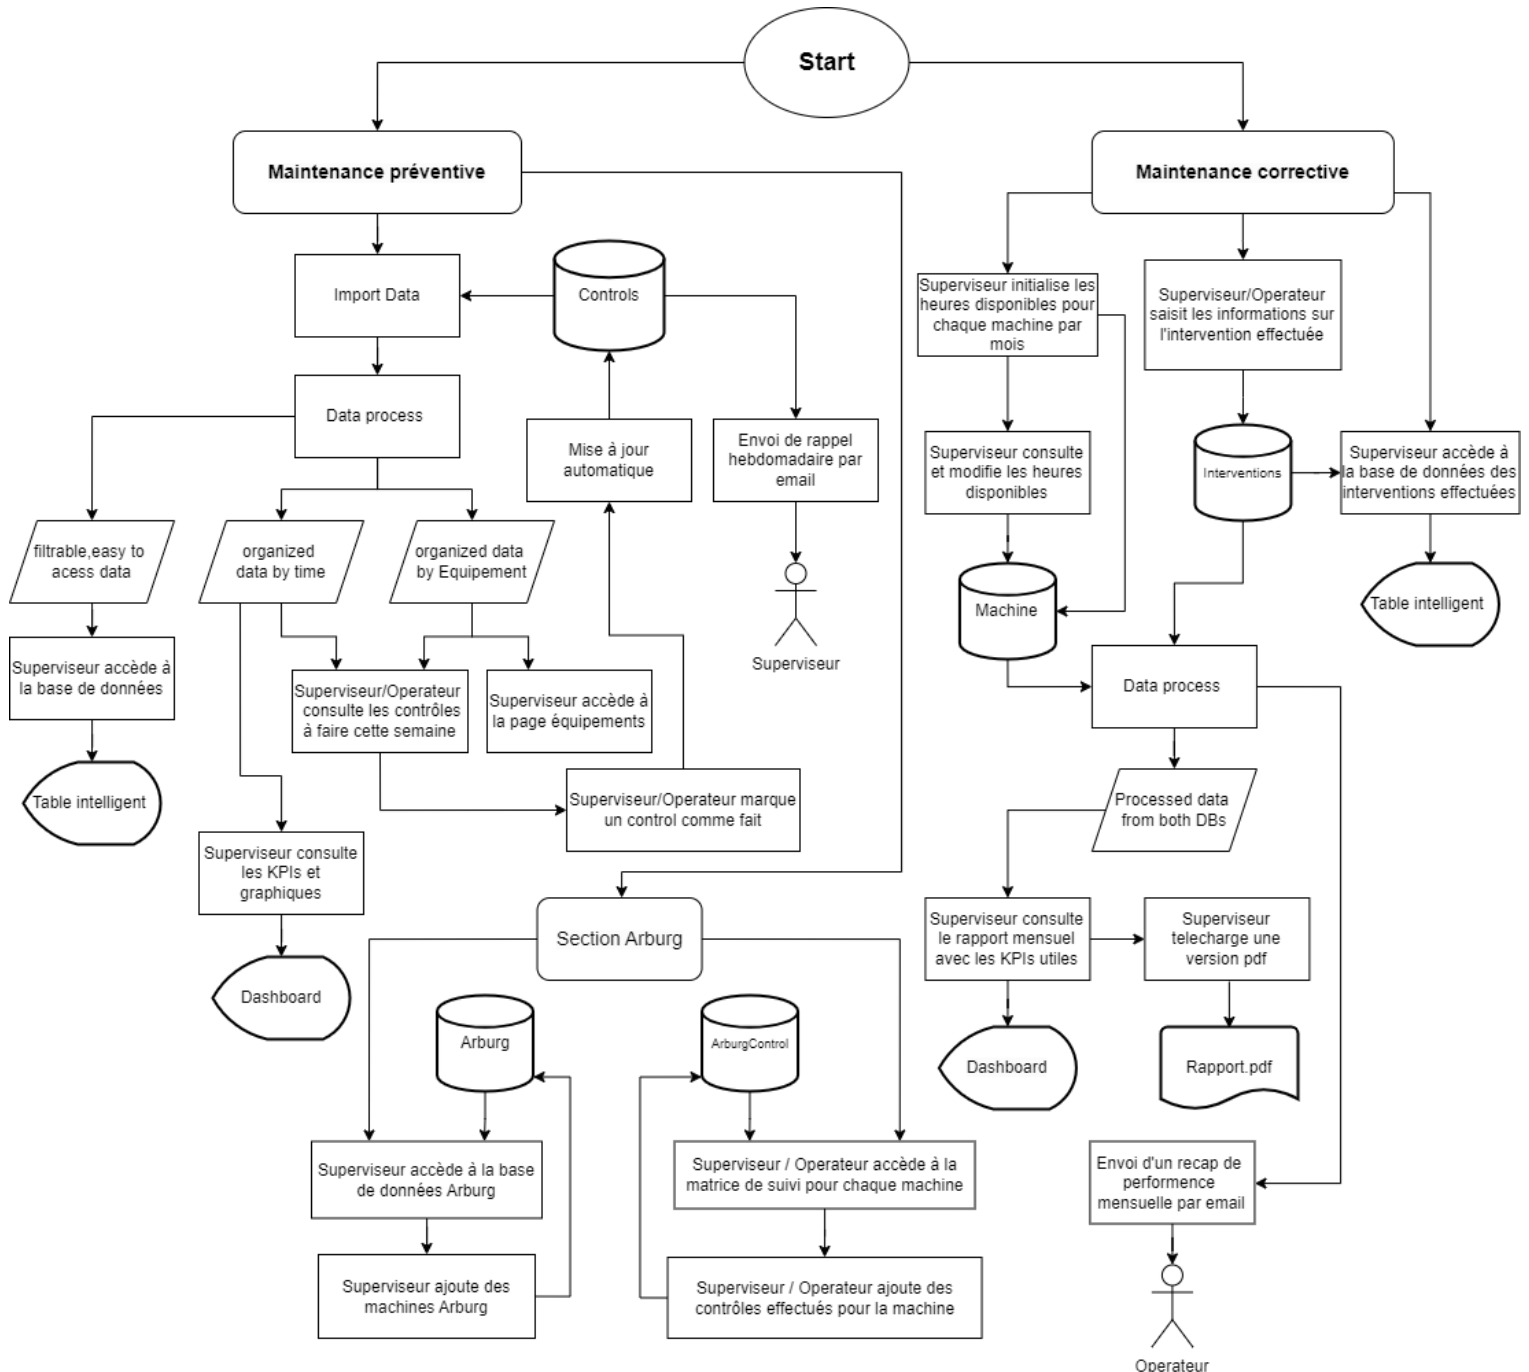 Start
Maintenance préventive
Maintenance corrective
Import Data
Controls
Superviseur initialise les
heures disponibles pour
chaque machine par
mois
Superviseur/Operateur
saisit les informations sur
l'intervention effectuée
Data process
Mise à jour
automatique
Envoi de rappel
hebdomadaire par
email
Superviseur consulte
et modifie les heures
disponibles
Interventions
Superviseur accède à
la base de données des
interventions effectuées
filtrable,easy to
acess data
organized
data by time
organized data
by Equipement
Superviseur
Machine
Table intelligent
Superviseur accède à
la base de données
Superviseur/Operateur
consulte les contrôles
à faire cette semaine
Superviseur accède à
la page équipements
Data process
Table intelligent
Superviseur/Operateur marque
un control comme fait
Processed data
from both DBs
Superviseur consulte
les KPIs et
graphiques
Section Arburg
Superviseur consulte
le rapport mensuel
avec les KPIs utiles
Superviseur
telecharge une
version pdf
Dashboard
Arburg
ArburgControl
Dashboard
Rapport.pdf
Superviseur accède à la base
de données Arburg
Superviseur / Operateur accède à la
matrice de suivi pour chaque machine
Envoi d'un recap de
performence
mensuelle par email
Superviseur ajoute des
machines Arburg
Superviseur / Operateur ajoute des
contrôles effectués pour la machine
Operateur